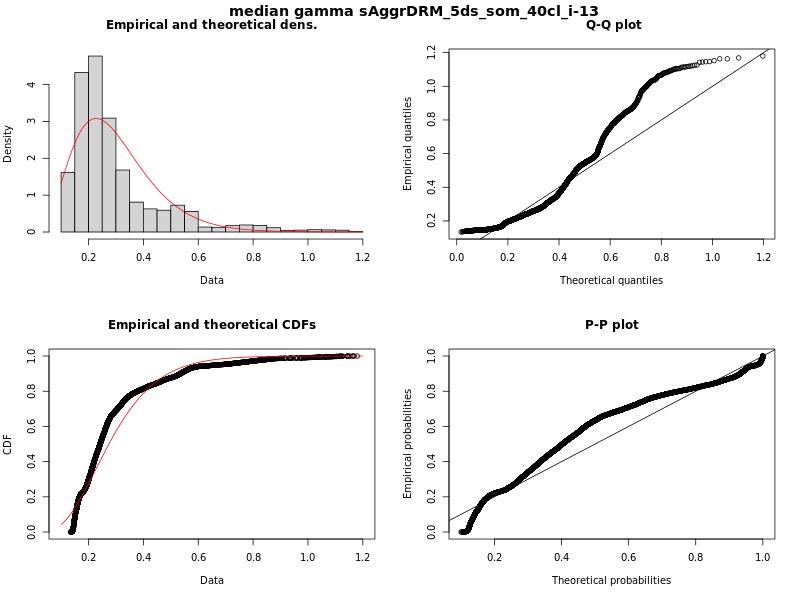 median gamma sAggrDRM_5ds_som_40cl_i-13
Empirical and theoretical dens.
Density
0 1 2 3 4
0.2 0.4 0.6 0.8 1.0 1.2
Data
Q-Q plot
Empirical quantiles
0.2 0.4 0.6 0.8 1.0 1.2
0.0 0.2 0.4 0.6 0.8 1.0 1.2
Theoretical quantiles
Empirical and theoretical CDFs
CDF
0.0 0.2 0.4 0.6 0.8 1.0
0.2 0.4 0.6 0.8 1.0 1.2
Data
P-P plot
Empirical probabilities
0.0 0.2 0.4 0.6 0.8 1.0
0.2 0.4 0.6 0.8 1.0
Theoretical probabilities